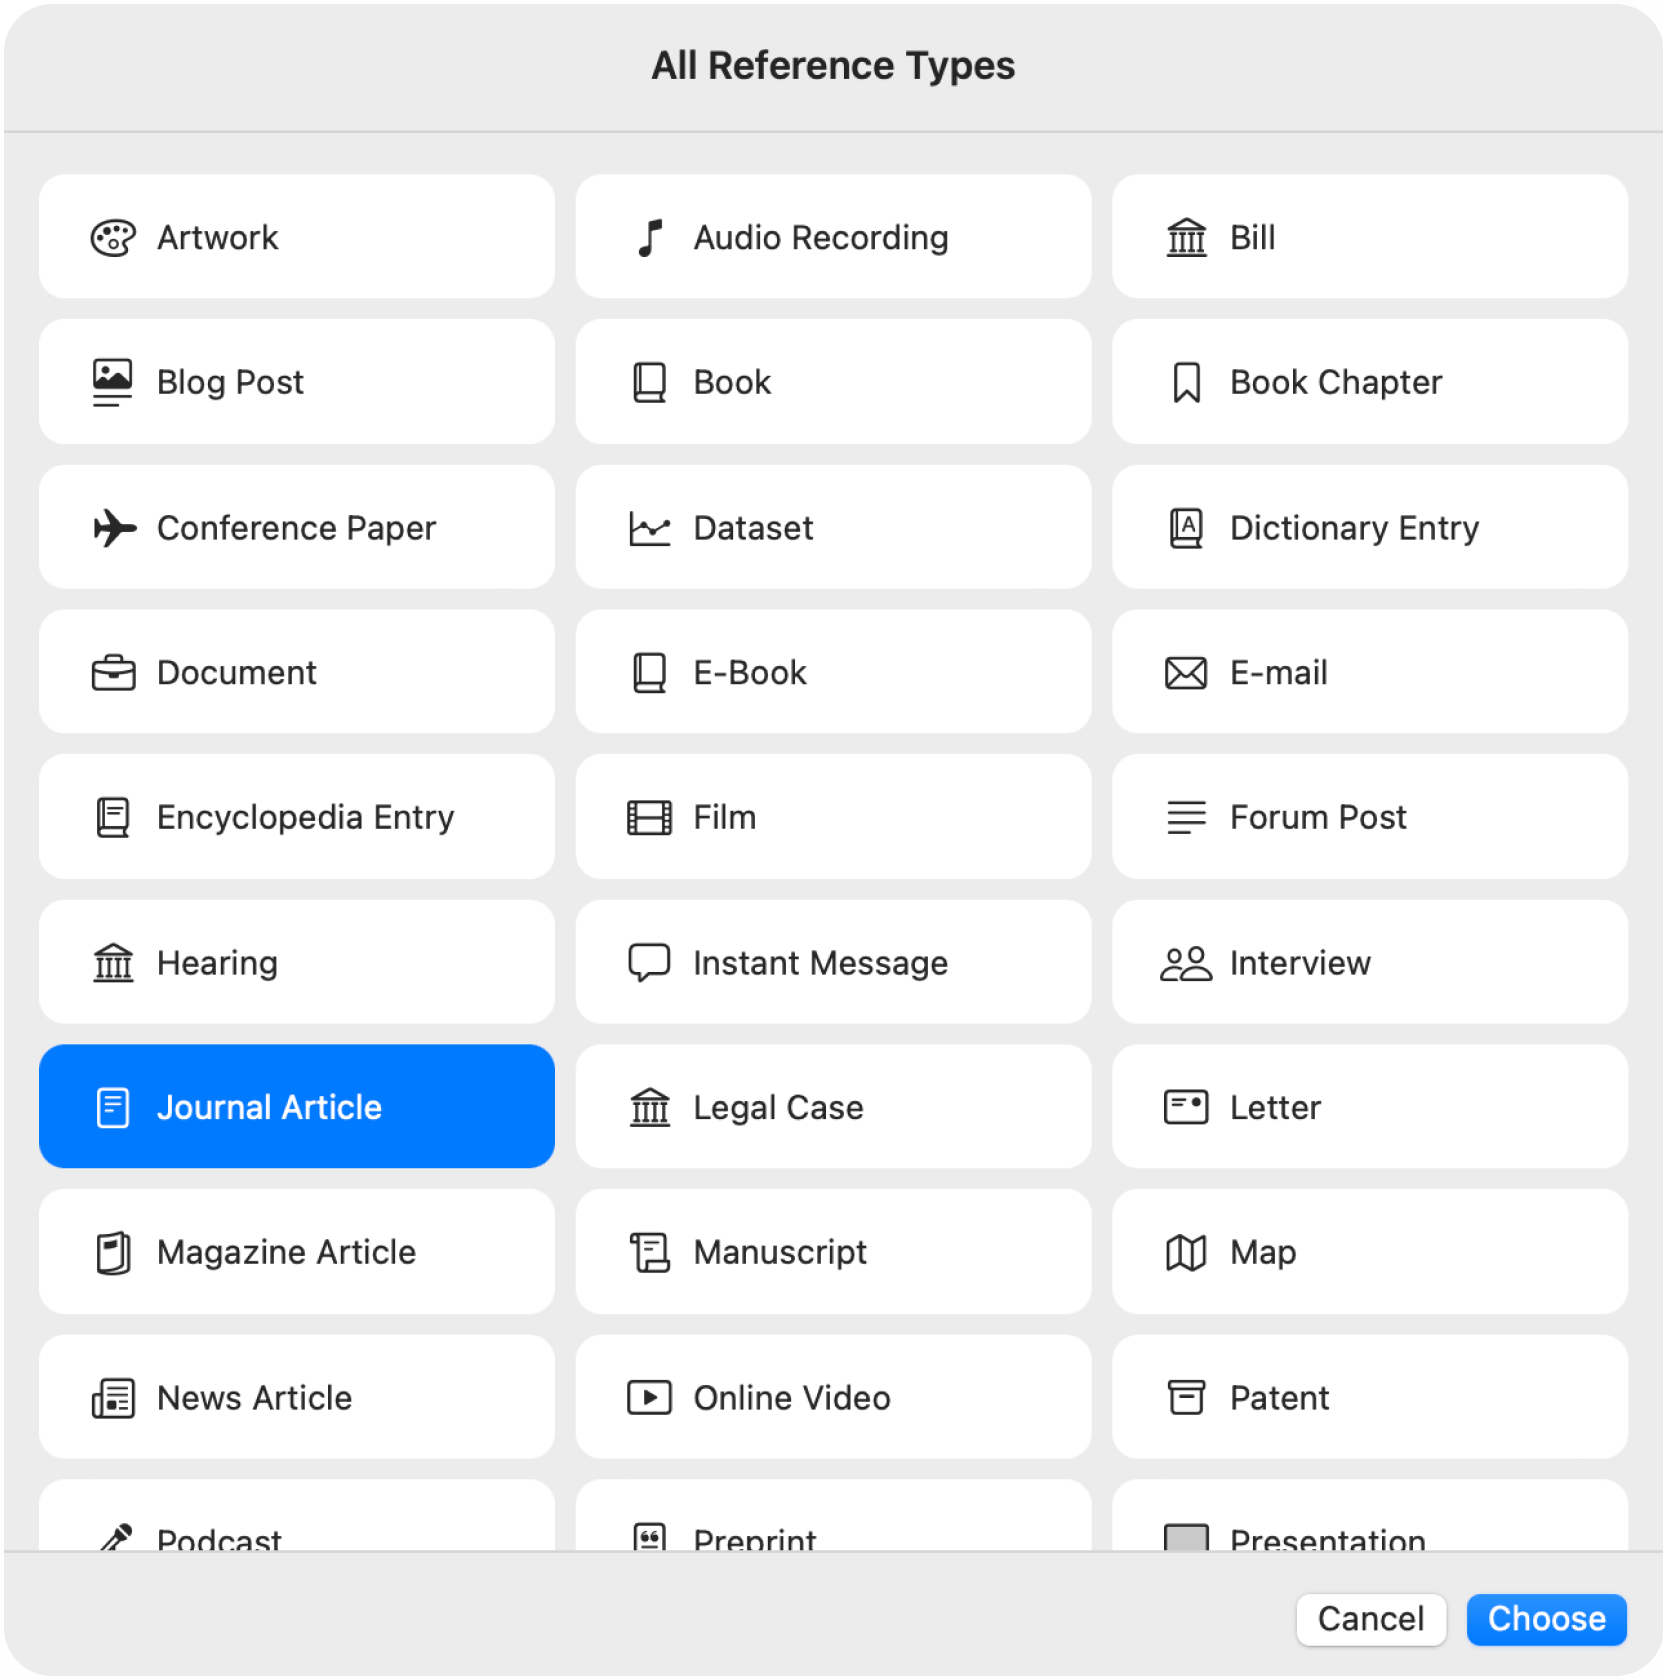 All Reference Types
Artwork
Audio Recording
Bill
Blog Post
Book
Book Chapter
Conference Paper
Dataset
Dictionary Entry
Document
E-Book
E-mail
Encyclopedia Entry
Film
Forum Post
Hearing
Instant Message
Interview
Journal Article
Legal Case
Letter
Magazine Article
Manuscript
Map
News Article
Online Video
Patent
Podcast
Preprint
Presentation
Cancel
Choose